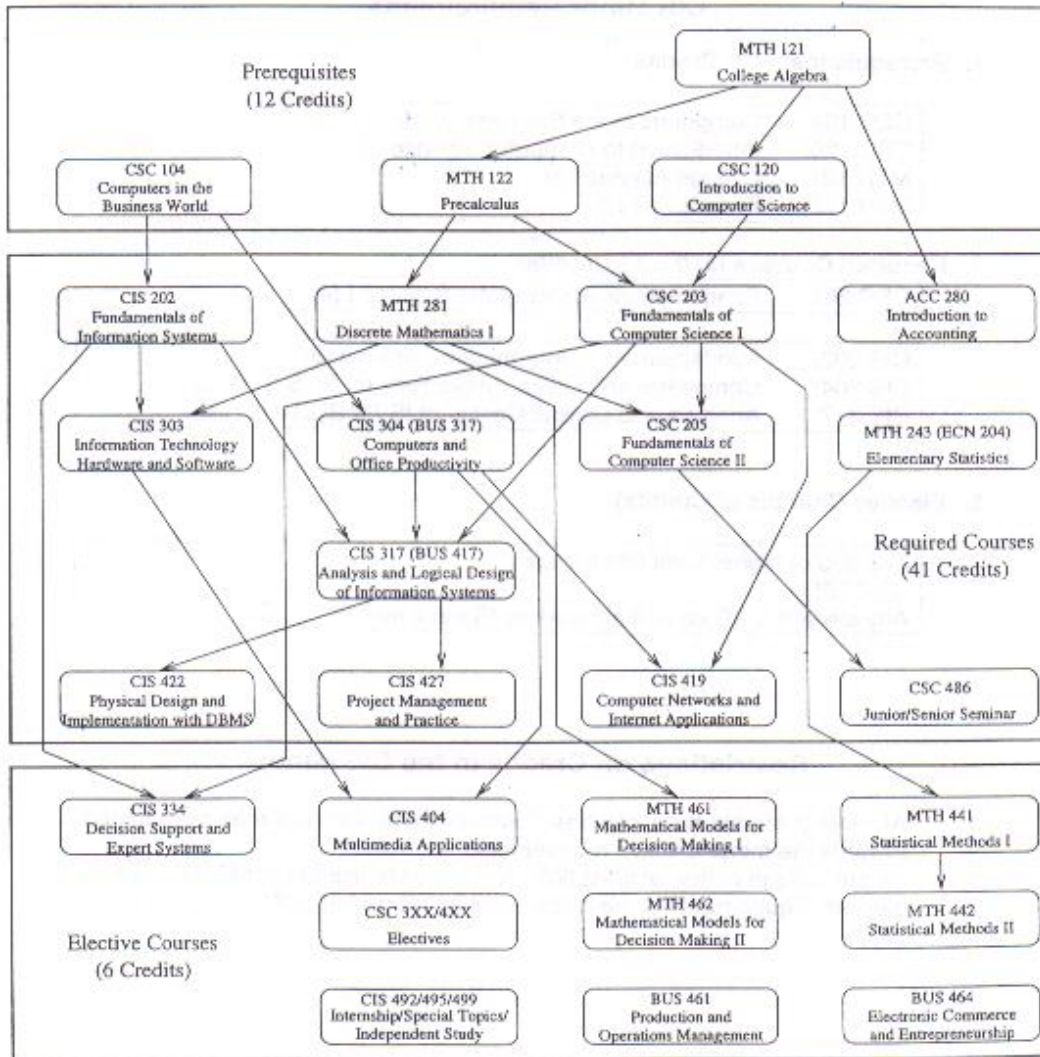 MTH 121
College Algebra
Prerequisites
(12 Credits)
CSC 104
Computers in the
Business World
MTH 122
Precalculus
CSC 120
Introduction to
Computer Science
CIS 202
Fundamentals of
Information Systems
MTH 281
Discrete Mathematics I
CSC 203
Fundamentals of
Computer Science I
ACC 280
Introduction to
Accounting
CIS 303
Information Technology
Hardware and Software
CIS 304 (BUS 317)
Computers and
Office Productivity
CSC 205
Fundamentals of
Computer Science II
MTH 243 (ECN 204)
Elementary Statistics
CIS 317 (BUS 417)
Analysis and Logical Design
of Information Systems
Required Courses
(41 Credits)
CIS 422
Physical Design and
Implementation with DBMS
CIS 427
Project Management
and Practice
CIS 419
Computer Networks and
Internet Applications
CSC 486
Junior/Senior Seminar
CIS 334
Decision Support and
Expert Systems
CIS 404
Multimedia Applications
MTH 461
Mathematical Models for
Decision Making I
MTH 441
Statistical Methods I
Elective Courses
(6 Credits)
CSC 3XX/4XX
Electives
MTH 462
Mathematical Models for
Decision Making II
MTH 442
Statistical Methods II
CIS 492/495/499
Internship/Special Topics/
Independent Study
BUS 461
Production and
Operations Management
BUS 464
Electronic Commerce
and Entrepreneurship